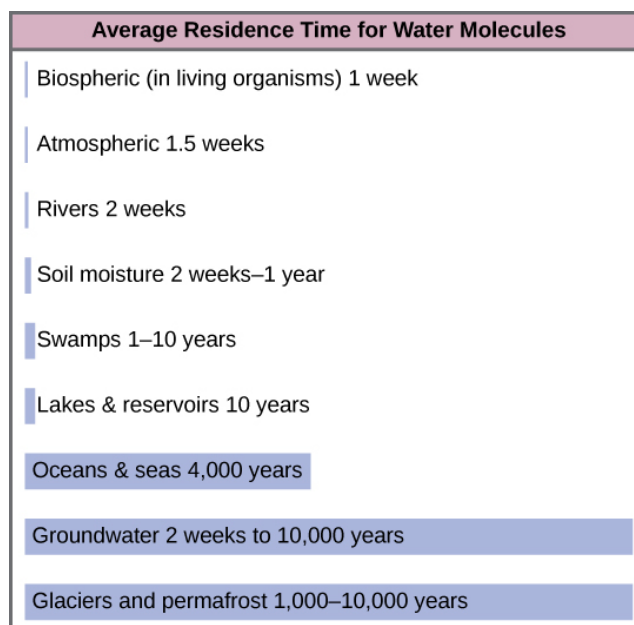 Average Residence Time for Water Molecules
Biospheric (in living organisms) 1 week
Atmospheric 1.5 weeks
Rivers 2 weeks
Soil moisture 2 weeks–1 year
Swamps 1–10 years
Lakes & reservoirs 10 years
Oceans & seas 4,000 years
Groundwater 2 weeks to 10,000 years
Glaciers and permafrost 1,000–10,000 years